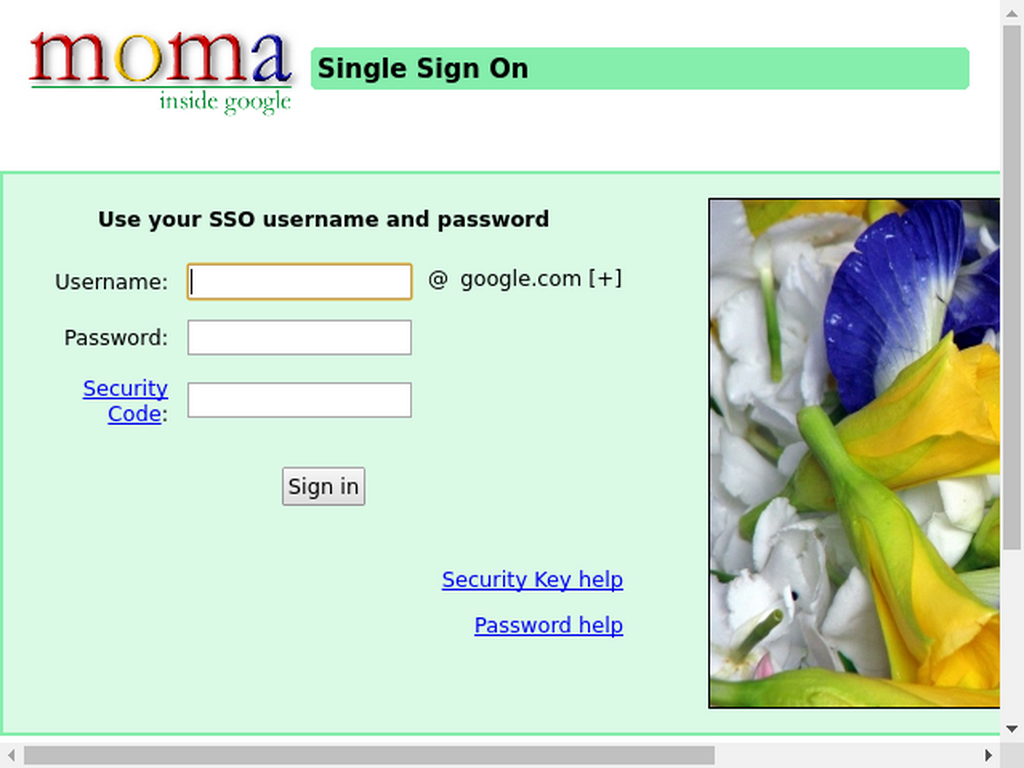 moma
inside google
Single Sign On
Use your SSO username and password
Username: @ google.com [+]
Password:
Security
Code:
Sign in
Security Key help
Password help